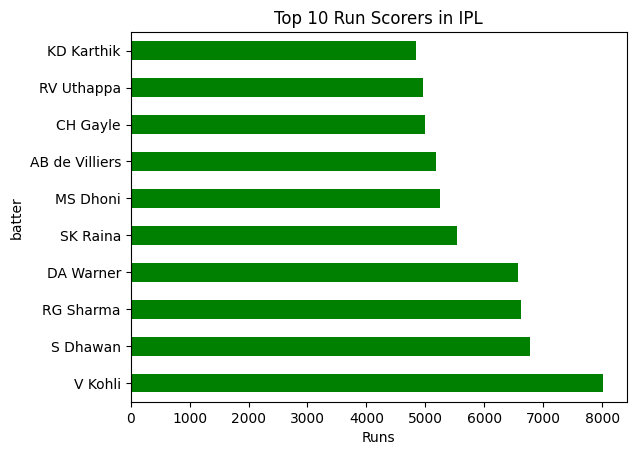 Top 10 Run Scorers in IPL
KD Karthik
RV Uthappa
CH Gayle
AB de Villiers
MS Dhoni
SK Raina
DA Warner
RG Sharma
S Dhawan
V Kohli
batter
0 1000 2000 3000 4000 5000 6000 7000 8000
Runs